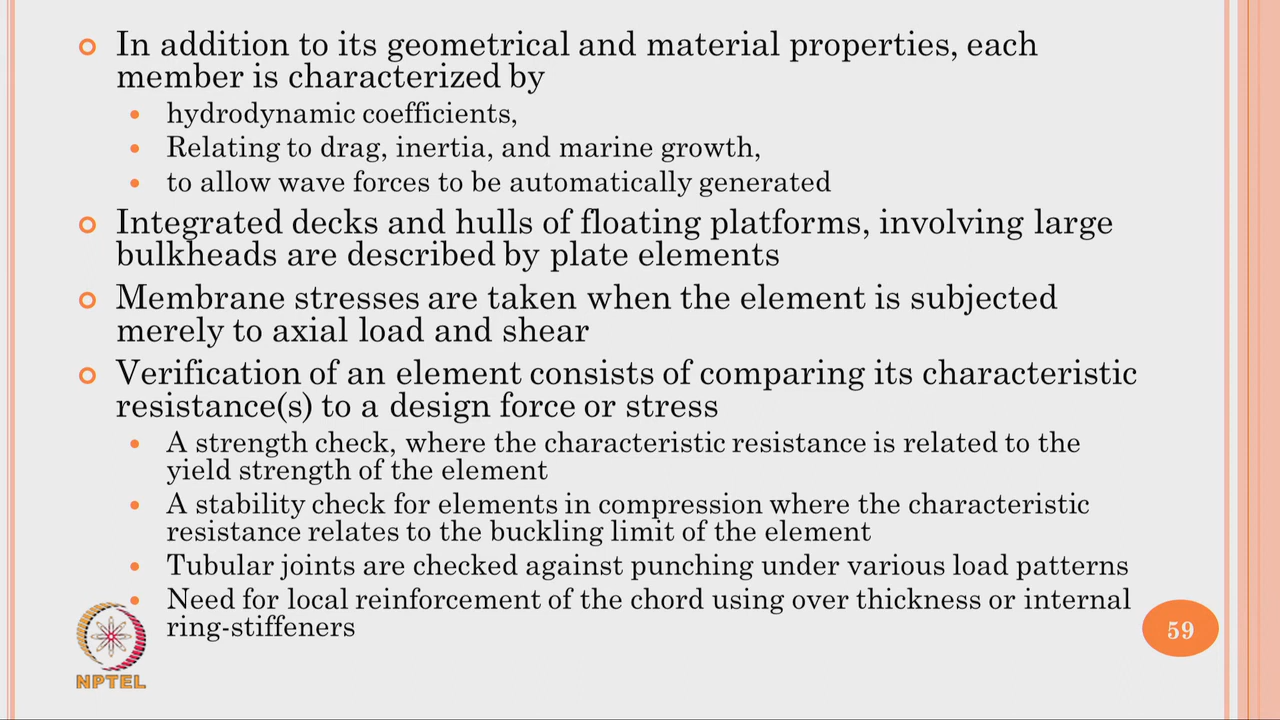 In addition to its geometrical and material properties, each
member is characterized by
hydrodynamic coefficients,
Relating to drag, inertia, and marine growth,
to allow wave forces to be automatically generated
Integrated decks and hulls of floating platforms, involving large
bulkheads are described by plate elements
Membrane stresses are taken when the element is subjected
merely to axial load and shear
Verification of an element consists of comparing its characteristic
resistance(s) to a design force or stress
A strength check, where the characteristic resistance is related to the
yield strength of the element
A stability check for elements in compression where the characteristic
resistance relates to the buckling limit of the element
Tubular joints are checked against punching under various load patterns
Need for local reinforcement of the chord using over thickness or internal
ring-stiffeners
59
NPTEL